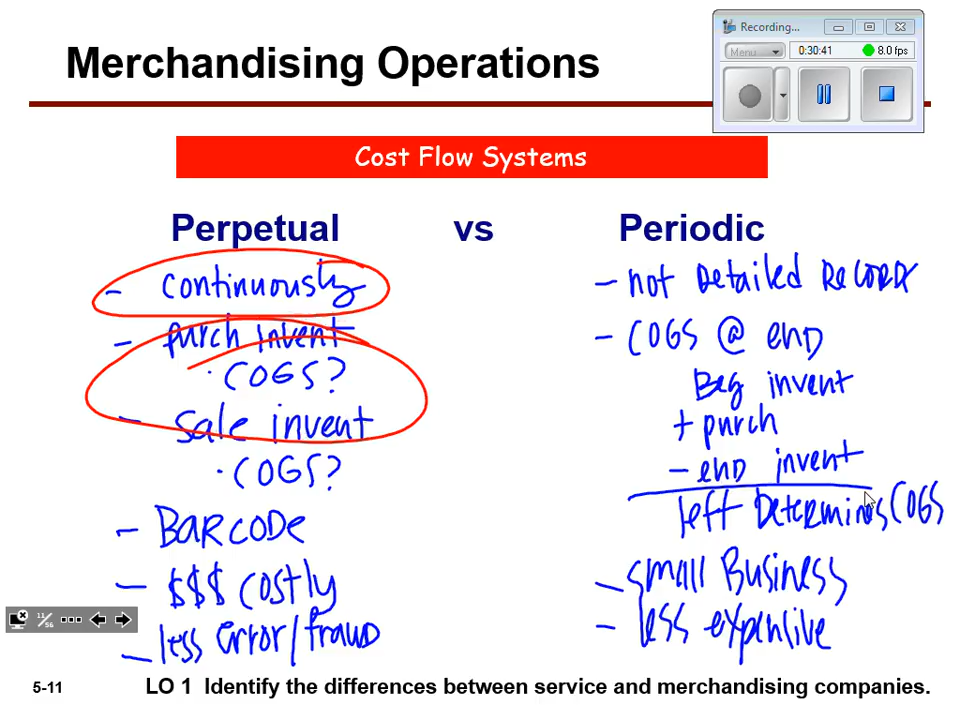 Merchandising Operations
Recording...
Menu
0:30:41
8.0 fps
Cost Flow Systems
Perpetual vs Periodic
- continuously
- purch invent
· COGS?
- sale invent
· COGS?
- BARCODE
- $$$ costly
- less error/fraud
- not Detailed Record
- COGS @ end
Beg invent
+ purch
- end invent
left Determines COGS
- small Business
- less expensive
11/56
5-11
LO 1 Identify the differences between service and merchandising companies.